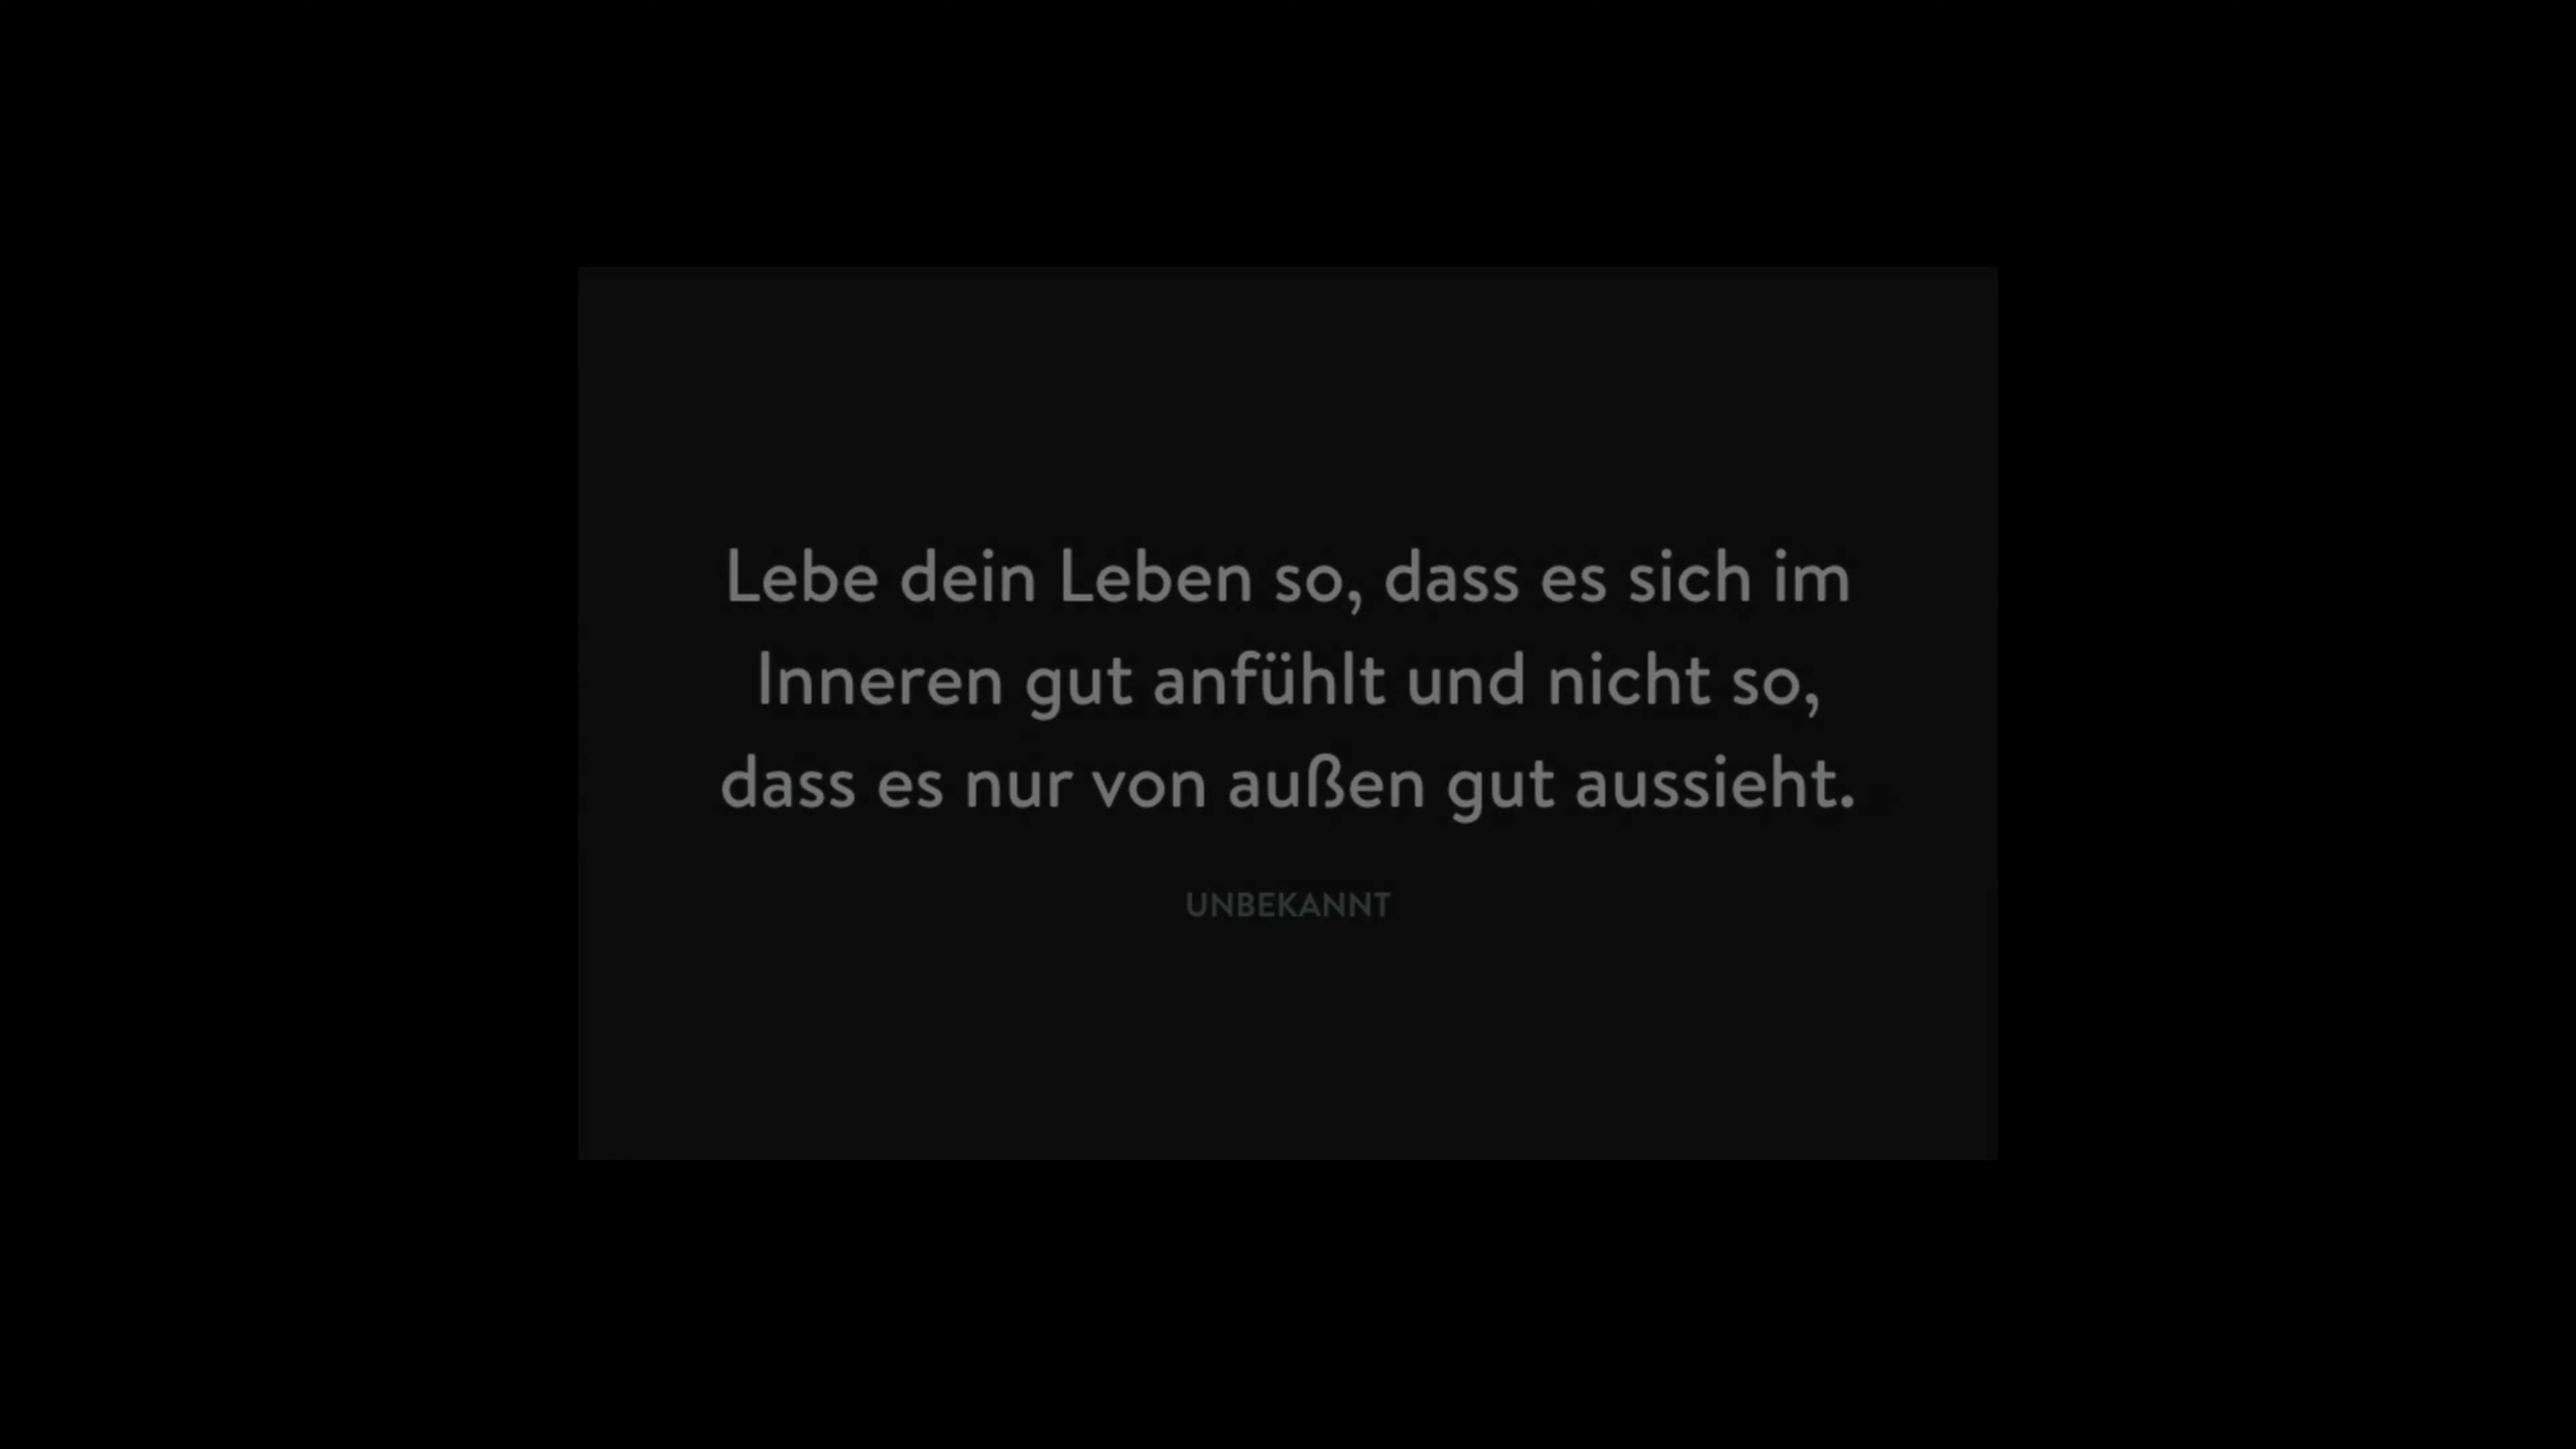 Lebe dein Leben so, dass es sich im
Inneren gut anfühlt und nicht so,
dass es nur von außen gut aussieht.
UNBEKANNT